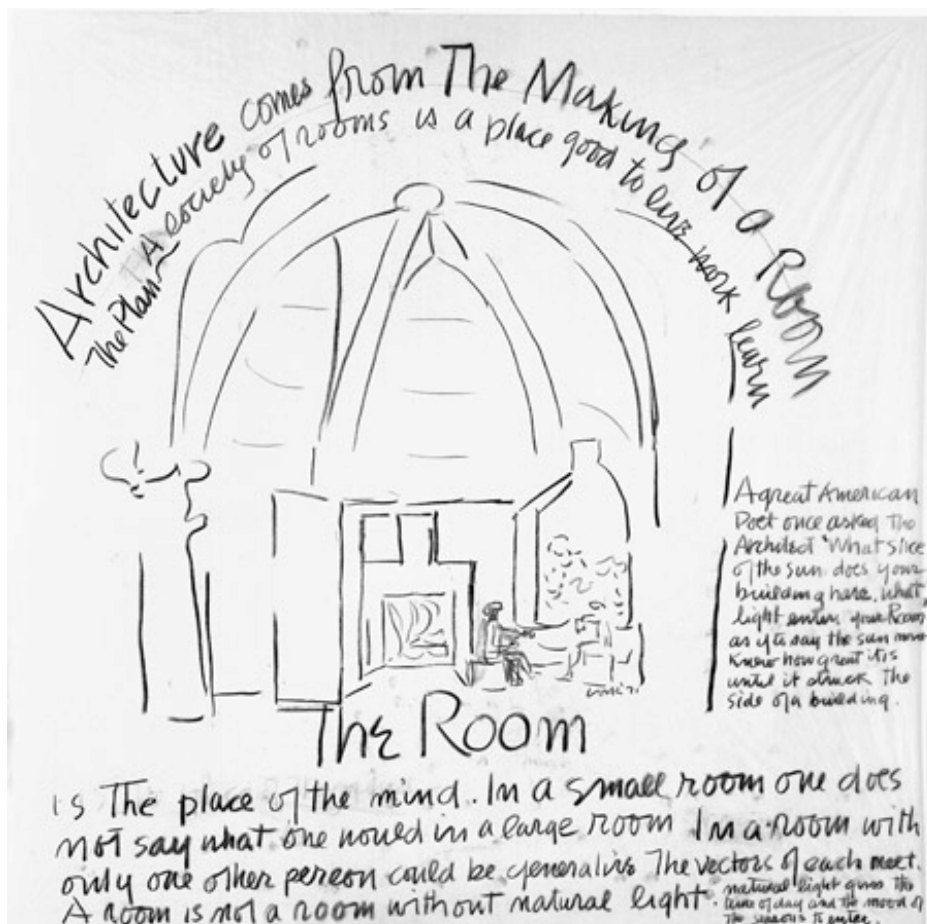 Architecture comes from The Making of a Room
The Plan A society of rooms is a place good to live work learn
A great American
Poet once asked The
Architect 'What slice
of the sun does your
building have. what
light enters your Room
as if to say the sun never
knew how great it is
until it struck The
side of a building.
The Room
is The place of the mind. In a small room one does
not say what one would in a large room In a room with
only one other person could be generative The vectors of each meet.
A room is not a room without natural light.
natural light gives The
time of day and the mood of
The seasons to enter